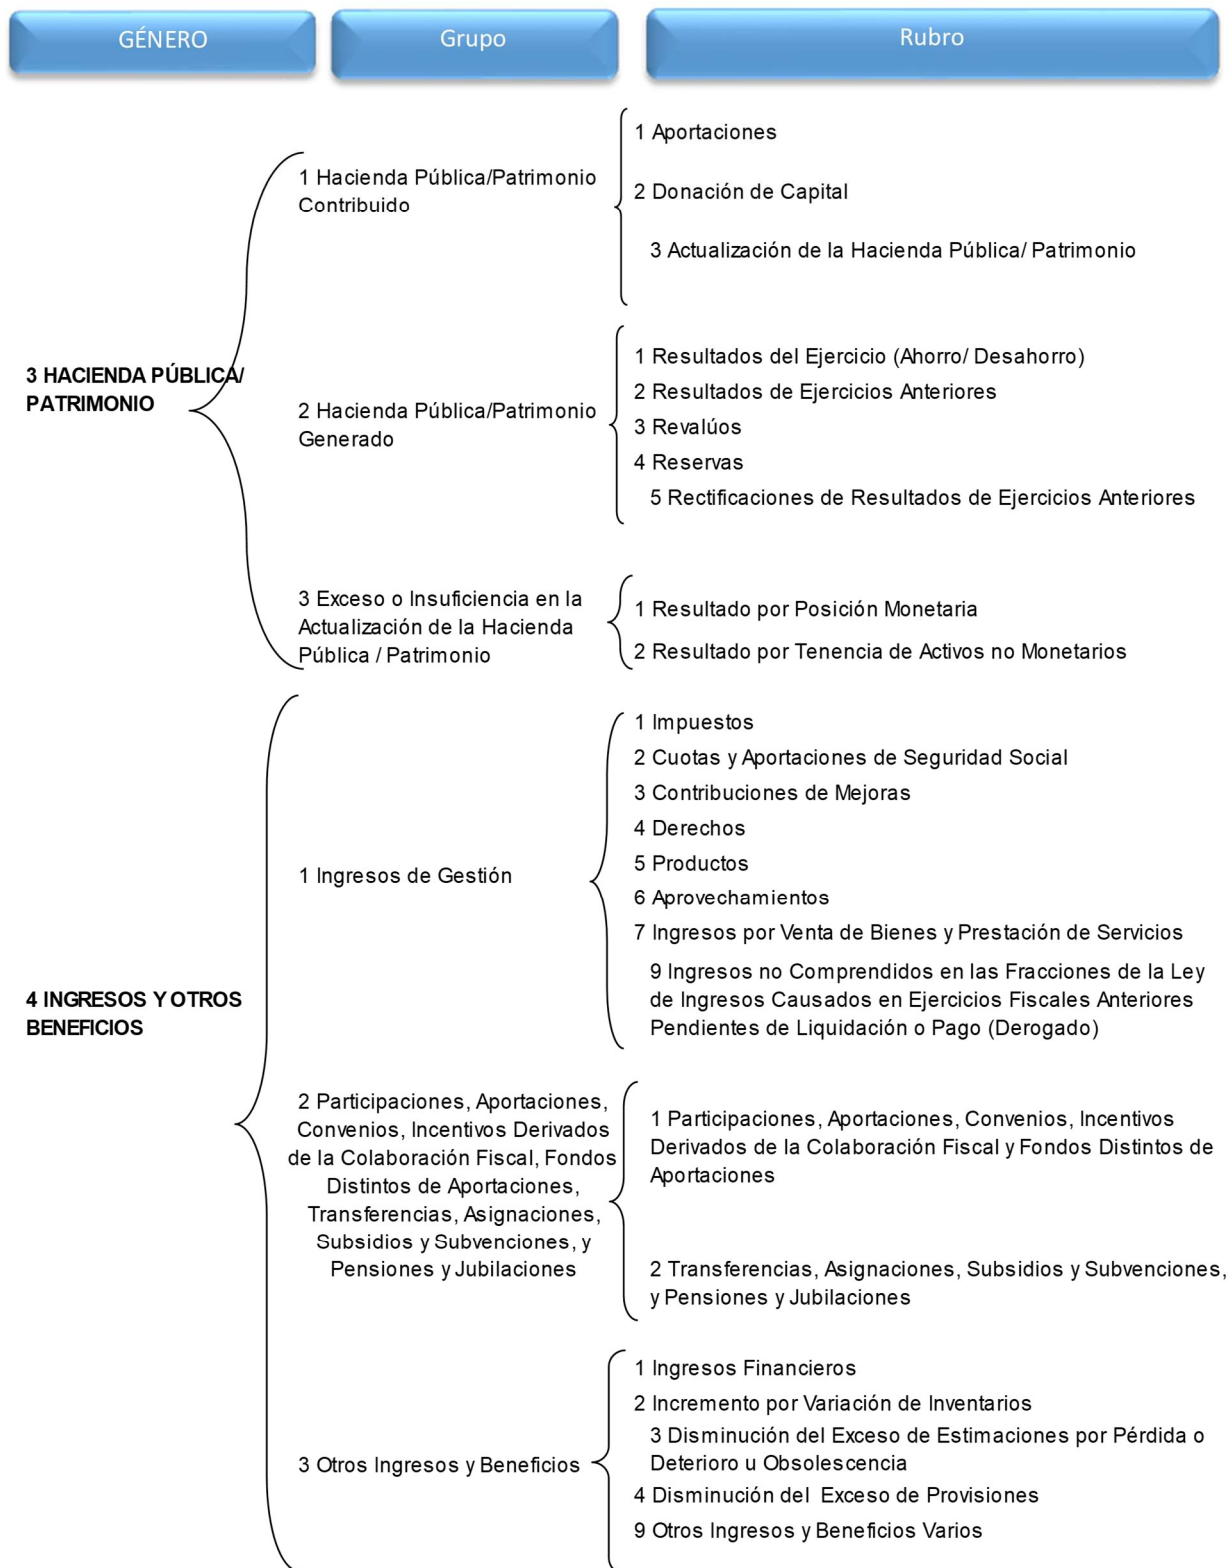 GÉNERO
Grupo
Rubro
3 HACIENDA PÚBLICA/
PATRIMONIO
1 Hacienda Pública/Patrimonio
Contribuido
1 Aportaciones
2 Donación de Capital
3 Actualización de la Hacienda Pública/ Patrimonio
2 Hacienda Pública/Patrimonio
Generado
1 Resultados del Ejercicio (Ahorro/ Desahorro)
2 Resultados de Ejercicios Anteriores
3 Revalúos
4 Reservas
5 Rectificaciones de Resultados de Ejercicios Anteriores
3 Exceso o Insuficiencia en la
Actualización de la Hacienda
Pública / Patrimonio
1 Resultado por Posición Monetaria
2 Resultado por Tenencia de Activos no Monetarios
4 INGRESOS Y OTROS
BENEFICIOS
1 Ingresos de Gestión
1 Impuestos
2 Cuotas y Aportaciones de Seguridad Social
3 Contribuciones de Mejoras
4 Derechos
5 Productos
6 Aprovechamientos
7 Ingresos por Venta de Bienes y Prestación de Servicios
9 Ingresos no Comprendidos en las Fracciones de la Ley
de Ingresos Causados en Ejercicios Fiscales Anteriores
Pendientes de Liquidación o Pago (Derogado)
2 Participaciones, Aportaciones,
Convenios, Incentivos Derivados
de la Colaboración Fiscal, Fondos
Distintos de Aportaciones,
Transferencias, Asignaciones,
Subsidios y Subvenciones, y
Pensiones y Jubilaciones
1 Participaciones, Aportaciones, Convenios, Incentivos
Derivados de la Colaboración Fiscal y Fondos Distintos de
Aportaciones
2 Transferencias, Asignaciones, Subsidios y Subvenciones,
y Pensiones y Jubilaciones
3 Otros Ingresos y Beneficios
1 Ingresos Financieros
2 Incremento por Variación de Inventarios
3 Disminución del Exceso de Estimaciones por Pérdida o
Deterioro u Obsolescencia
4 Disminución del  Exceso de Provisiones
9 Otros Ingresos y Beneficios Varios